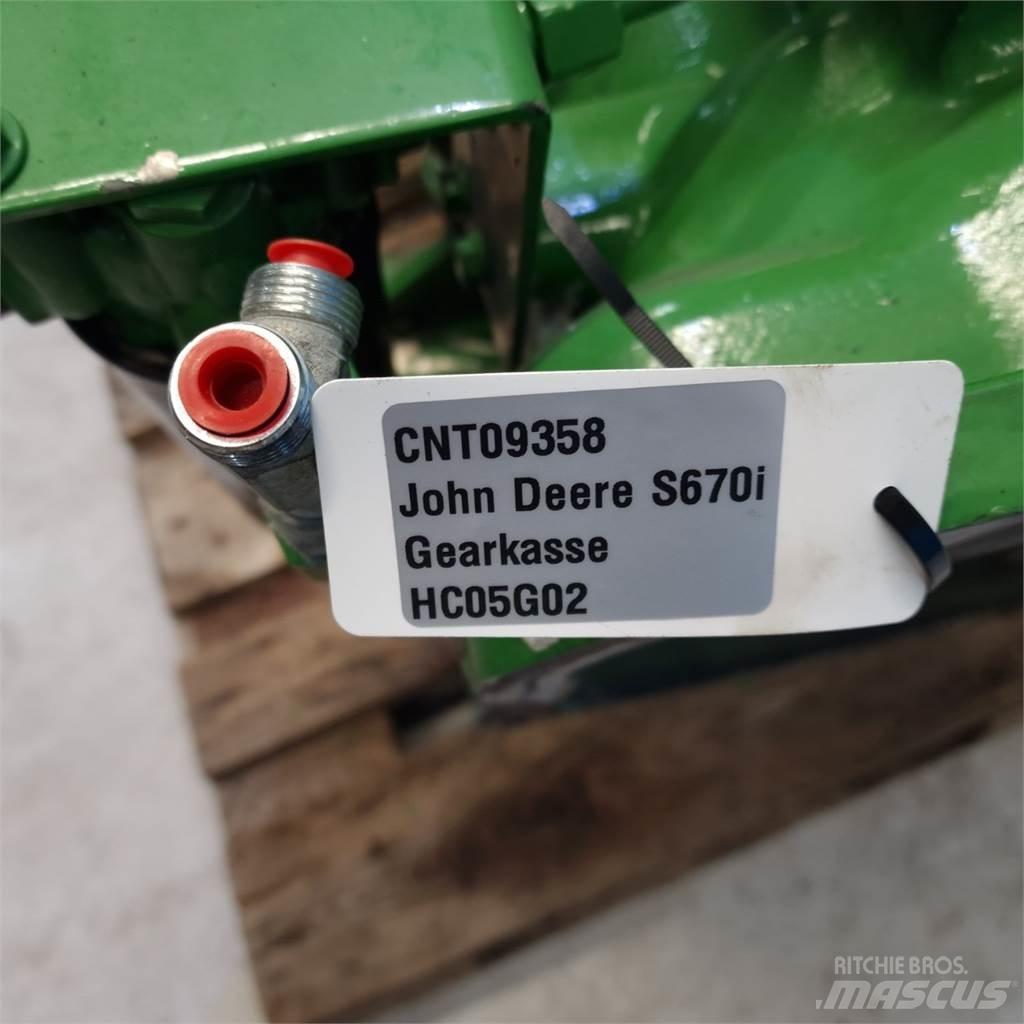 CNT09358
John Deere S670i
Gearkasse
HC05G02
RITCHIE BROS.
MASCUS